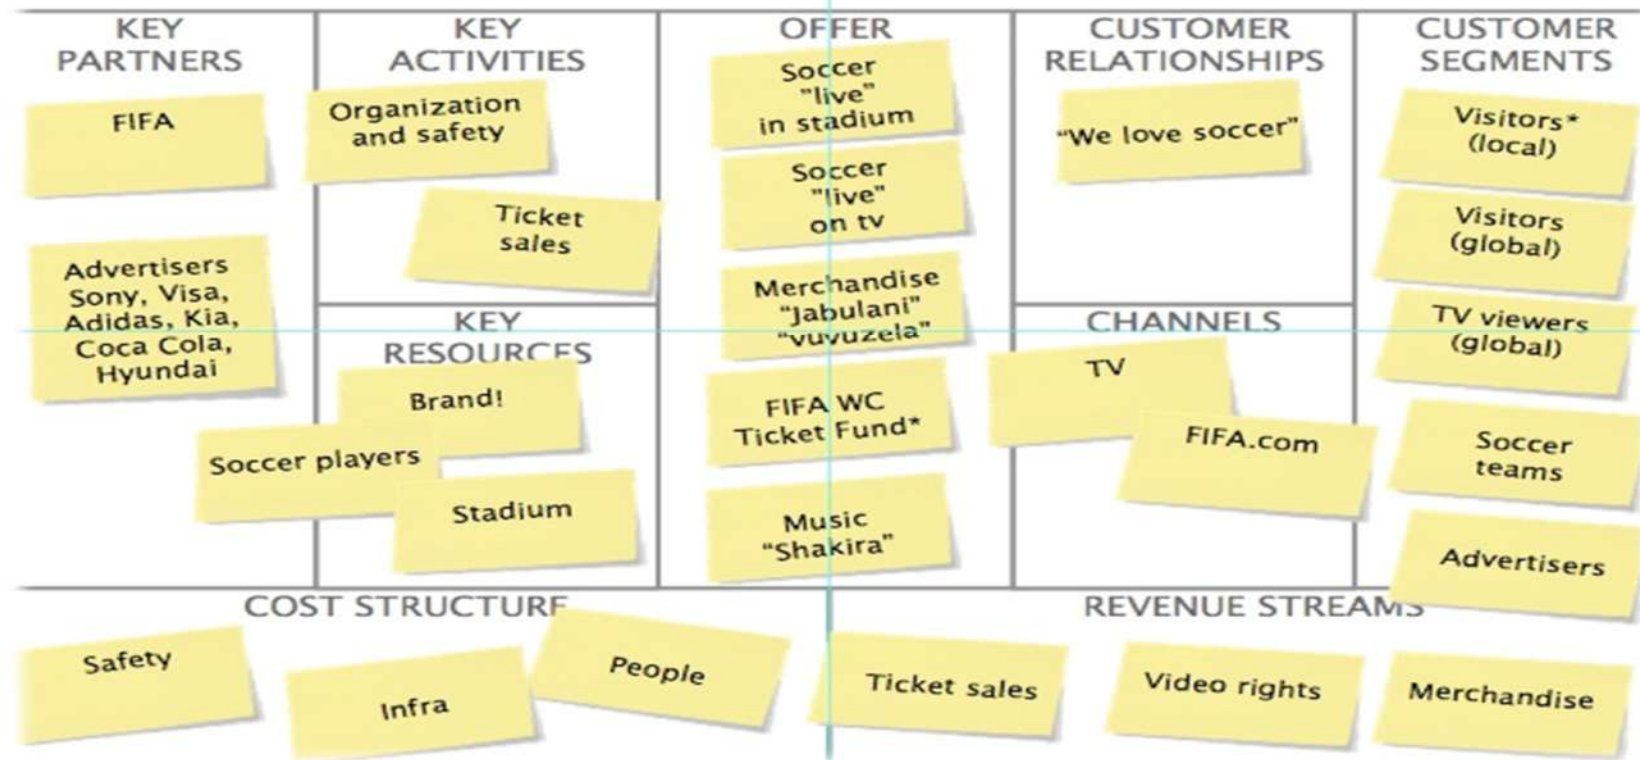 KEY
PARTNERS
FIFA
Advertisers
Sony, Visa,
Adidas, Kia,
Coca Cola,
Hyundai
KEY
ACTIVITIES
Organization
and safety
Ticket
sales
KEY
RESOURCES
Brand!
Soccer players
Stadium
OFFER
Soccer
"live"
in stadium
Soccer
"live"
on tv
Merchandise
“Jabulani”
“vuvuzela”
FIFA WC
Ticket Fund*
Music
“Shakira”
CUSTOMER
RELATIONSHIPS
“We love soccer”
CHANNELS
TV
FIFA.com
CUSTOMER
SEGMENTS
Visitors*
(local)
Visitors
(global)
TV viewers
(global)
Soccer
teams
Advertisers
COST STRUCTURE
Safety
Infra
People
REVENUE STREAMS
Ticket sales
Video rights
Merchandise